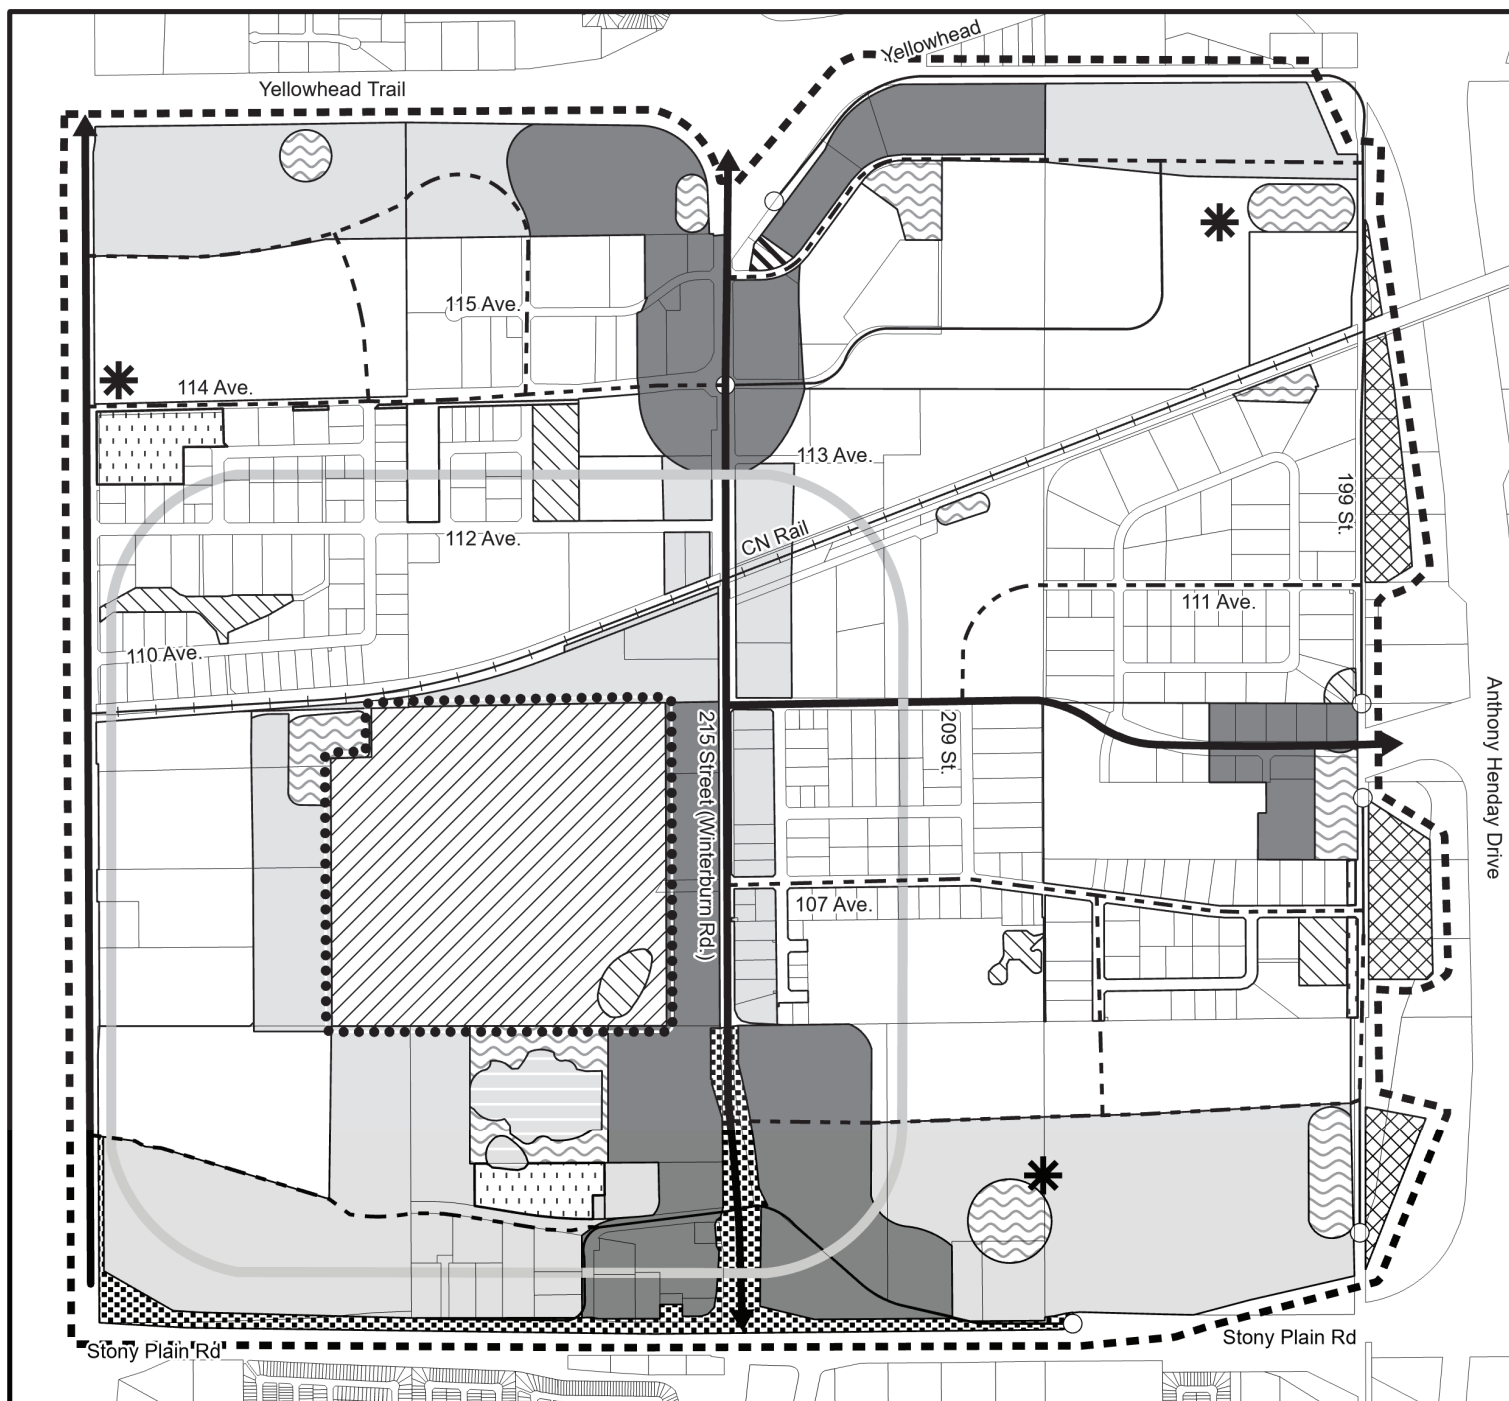 Yellowhead
Yellowhead Trail
115 Ave.
114 Ave.
113 Ave.
199 St.
CN Rail
112 Ave.
111 Ave.
110 Ave.
Anthony Henday Drive
215 Street (Winterburn Rd.)
209 St.
107 Ave.
Stony Plain Rd
Stony Plain Rd